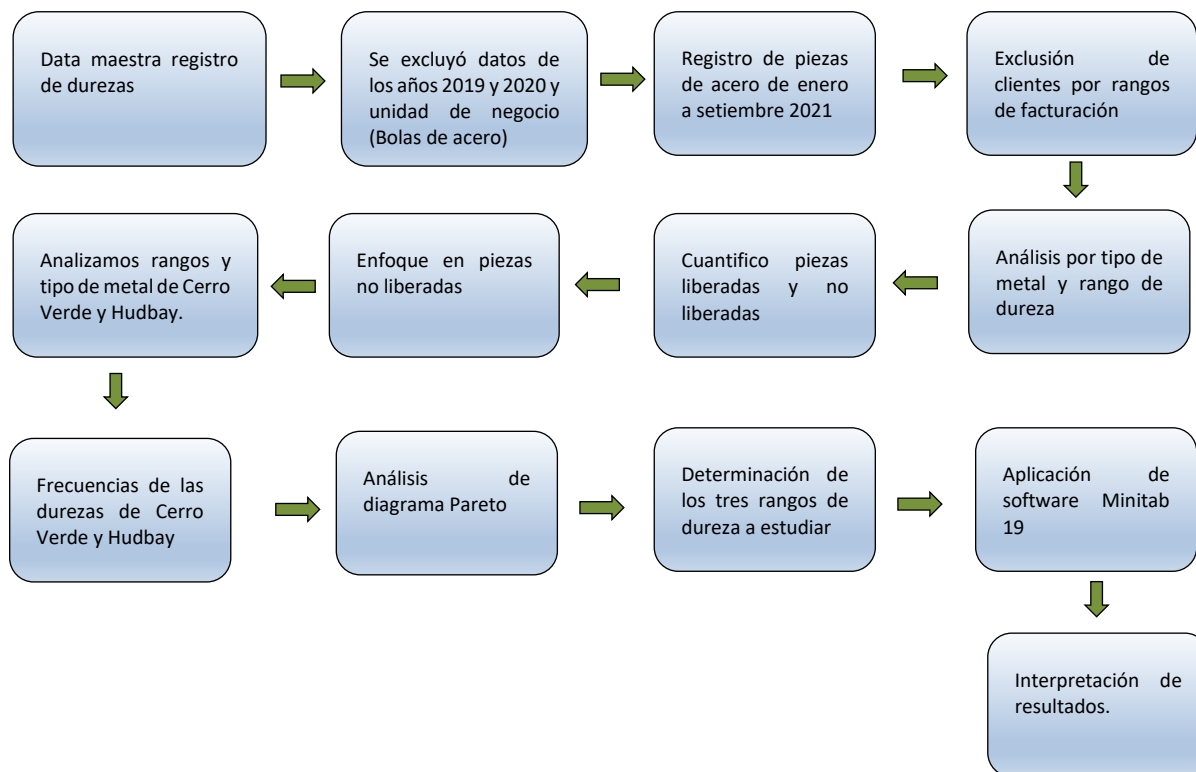 Data maestra registro
de durezas
Se excluyó datos de
los años 2019 y 2020 y
unidad de negocio
(Bolas de acero)
Registro de piezas
de acero de enero
a setiembre 2021
Exclusión de
clientes por rangos
de facturación
Análisis por tipo de
metal y rango de
dureza
Cuantifico piezas
liberadas y no
liberadas
Enfoque en piezas
no liberadas
Analizamos rangos y
tipo de metal de Cerro
Verde y Hudbay.
Frecuencias de las
durezas de Cerro
Verde y Hudbay
Análisis de
diagrama Pareto
Determinación de
los tres rangos de
dureza a estudiar
Aplicación de
software Minitab
19
Interpretación de
resultados.